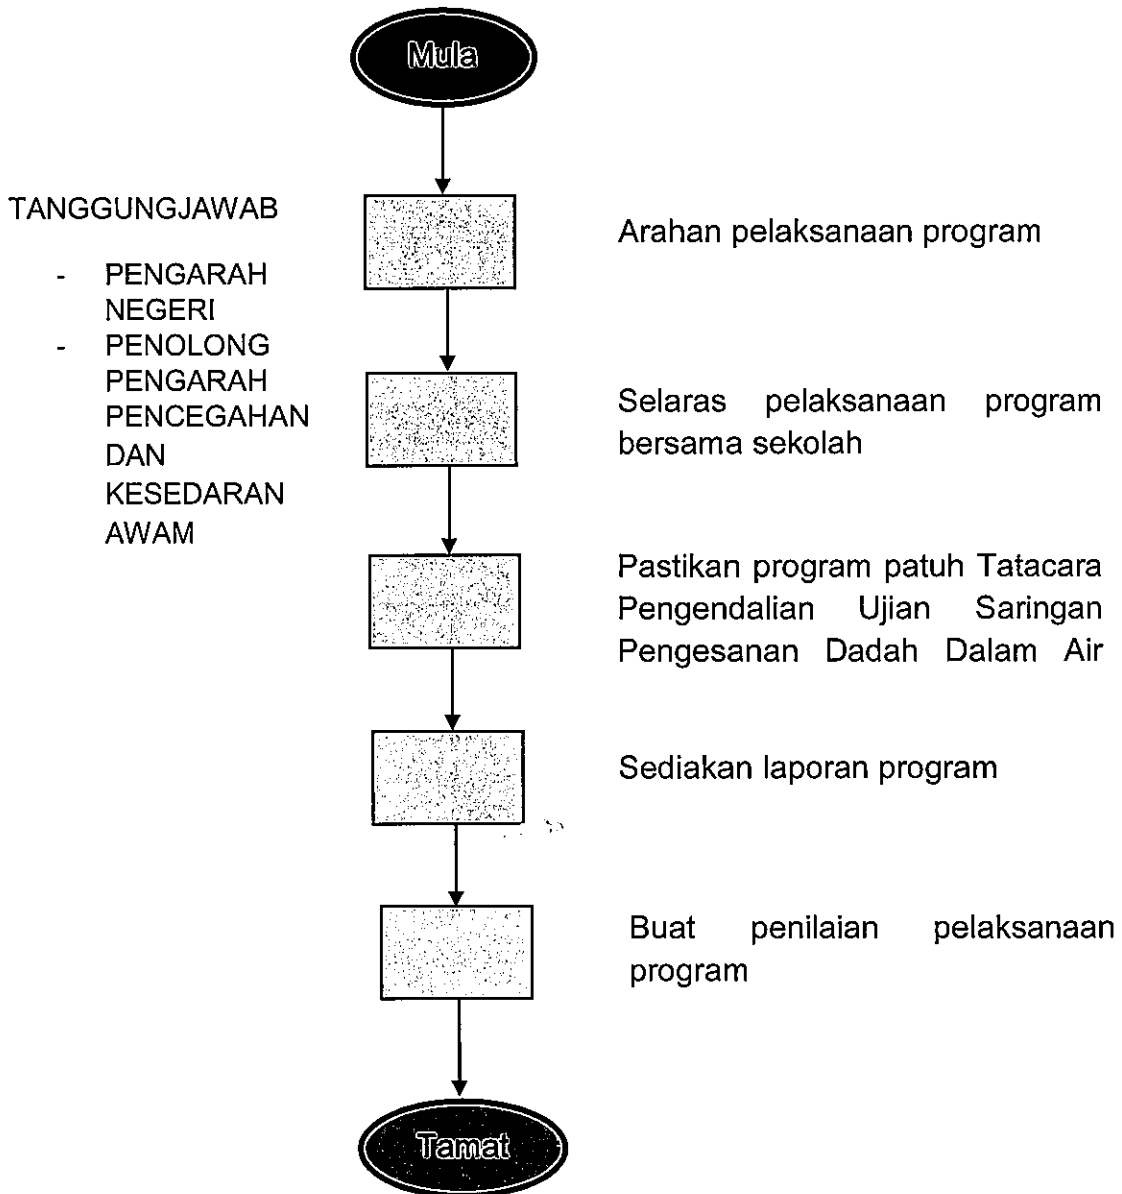 Mula
TANGGUNGJAWAB
- PENGARAH
NEGERI
- PENOLONG
PENGARAH
PENCEGAHAN
DAN
KESEDARAN
AWAM
Arahan pelaksanaan program
Selaras pelaksanaan program
bersama sekolah
Pastikan program patuh Tatacara
Pengendalian Ujian Saringan
Pengesanan Dadah Dalam Air
Sediakan laporan program
Buat penilaian pelaksanaan
program
Tamat